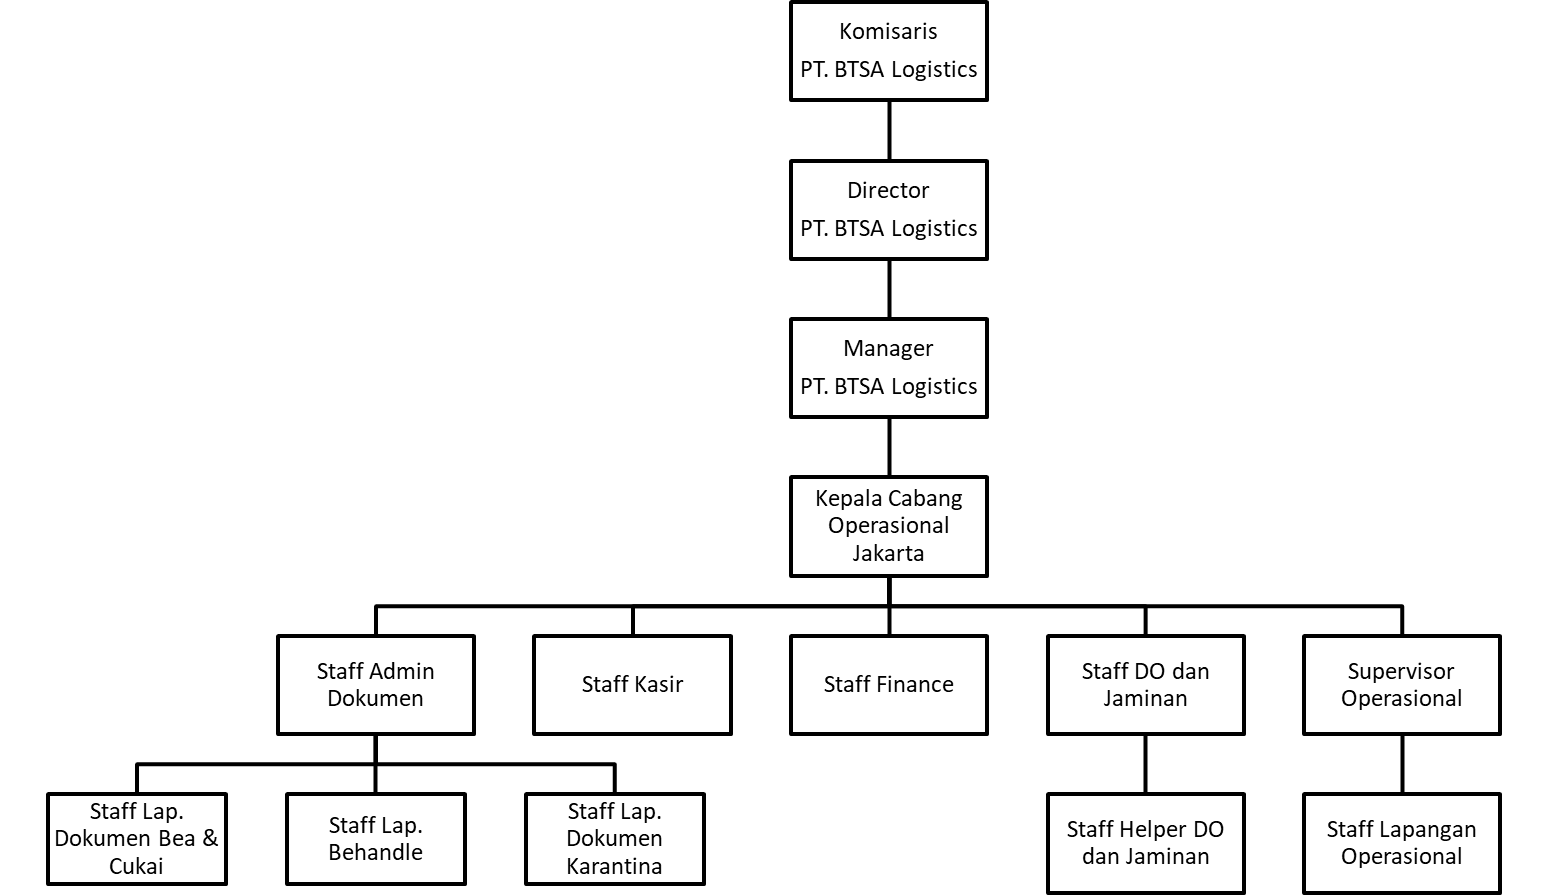 Komisaris
PT. BTSA Logistics
Director
PT. BTSA Logistics
Manager
PT. BTSA Logistics
Kepala Cabang
Operasional
Jakarta
Staff Admin
Dokumen
Staff Kasir
Staff Finance
Staff DO dan
Jaminan
Supervisor
Operasional
Staff Lap.
Dokumen Bea &
Cukai
Staff Lap.
Behandle
Staff Lap.
Dokumen
Karantina
Staff Helper DO
dan Jaminan
Staff Lapangan
Operasional